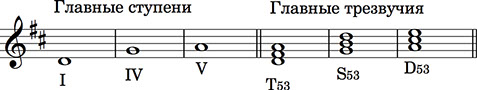 Главные ступени Главные трезвучия
I IV V T53 S53 D53